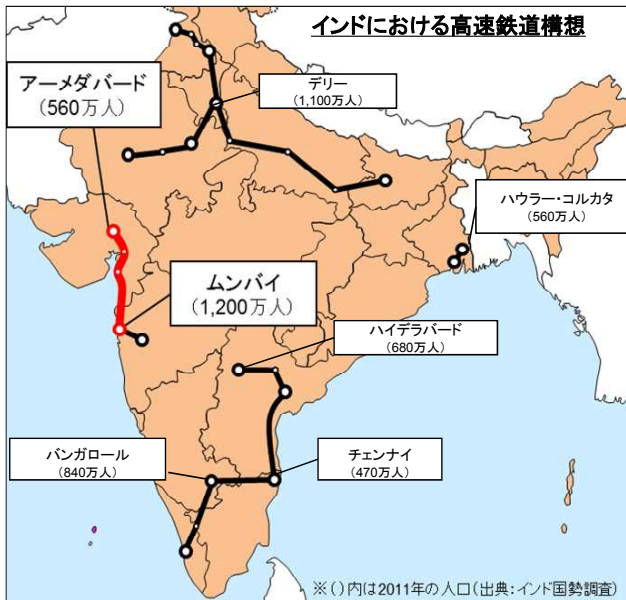 インドにおける高速鉄道構想
アーメダバード
(560万人)
デリー
(1,100万人)
ハウラー・コルカタ
(560万人)
ムンバイ
(1,200万人)
ハイデラバード
(680万人)
バンガロール
(840万人)
チェンナイ
(470万人)
※()内は2011年の人口(出典:インド国勢調査)